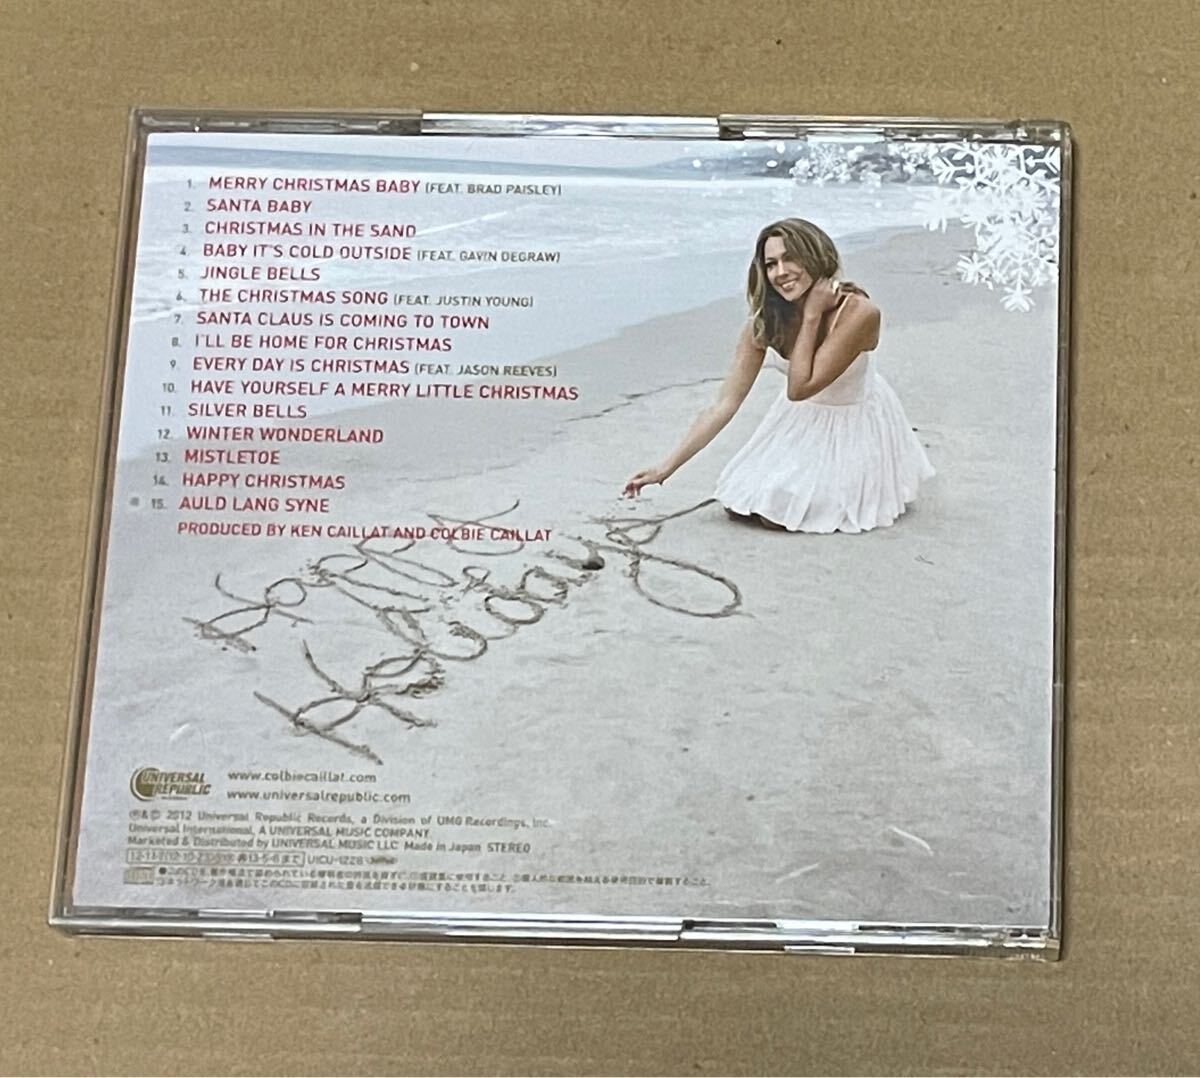 1. MERRY CHRISTMAS BABY (FEAT. BRAD PAISLEY)
2. SANTA BABY
3. CHRISTMAS IN THE SAND
4. BABY IT'S COLD OUTSIDE (FEAT. GAVIN DEGRAW)
5. JINGLE BELLS
6. THE CHRISTMAS SONG (FEAT. JUSTIN YOUNG)
7. SANTA CLAUS IS COMING TO TOWN
8. I'LL BE HOME FOR CHRISTMAS
9. EVERY DAY IS CHRISTMAS (FEAT. JASON REEVES)
10. HAVE YOURSELF A MERRY LITTLE CHRISTMAS
11. SILVER BELLS
12. WINTER WONDERLAND
13. MISTLETOE
14. HAPPY CHRISTMAS
15. AULD LANG SYNE
PRODUCED BY KEN CAILLAT AND COLBIE CAILLAT
Happy
Holidays
UNIVERSAL
REPUBLIC
www.colbiecaillat.com
www.universalrepublic.com
℗&© 2012 Universal Republic Records, a Division of UMG Recordings, Inc.
Universal International, A UNIVERSAL MUSIC COMPANY
Marketed & Distributed by UNIVERSAL MUSIC LLC Made in Japan STEREO
UICU-1228